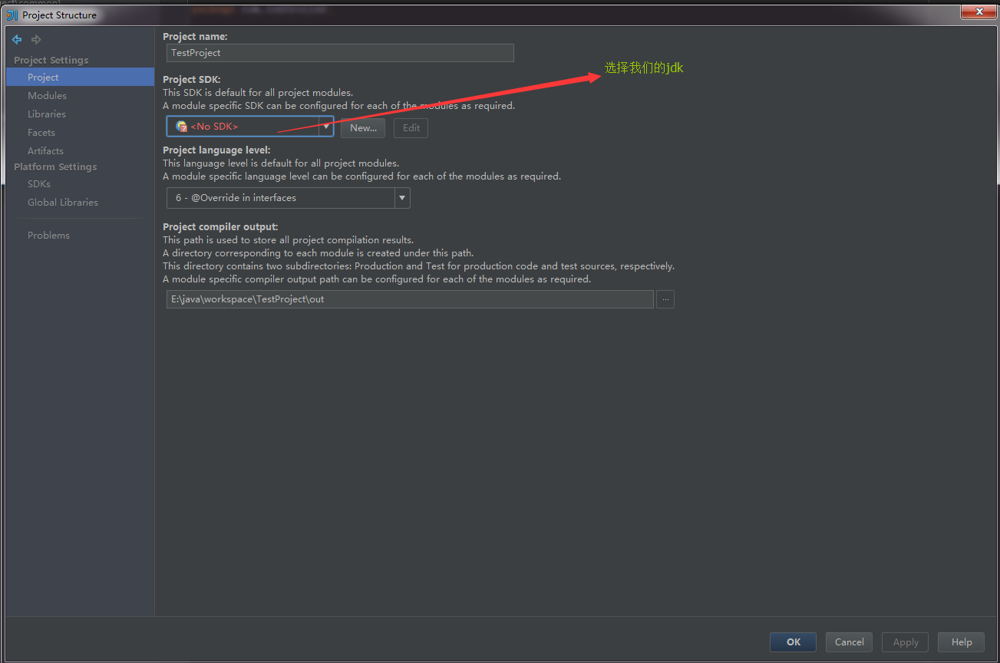 Project Structure
Project Settings
Project
Modules
Libraries
Facets
Artifacts
Platform Settings
SDKs
Global Libraries
Problems
Project name:
TestProject
选择我们的jdk
Project SDK:
This SDK is default for all project modules.
A module specific SDK can be configured for each of the modules as required.
<No SDK> New... Edit
Project language level:
This language level is default for all project modules.
A module specific language level can be configured for each of the modules as required.
6 - @Override in interfaces
Project compiler output:
This path is used to store all project compilation results.
A directory corresponding to each module is created under this path.
This directory contains two subdirectories: Production and Test for production code and test sources, respectively.
A module specific compiler output path can be configured for each of the modules as required.
E:\java\workspace\TestProject\out ...
OK Cancel Apply Help